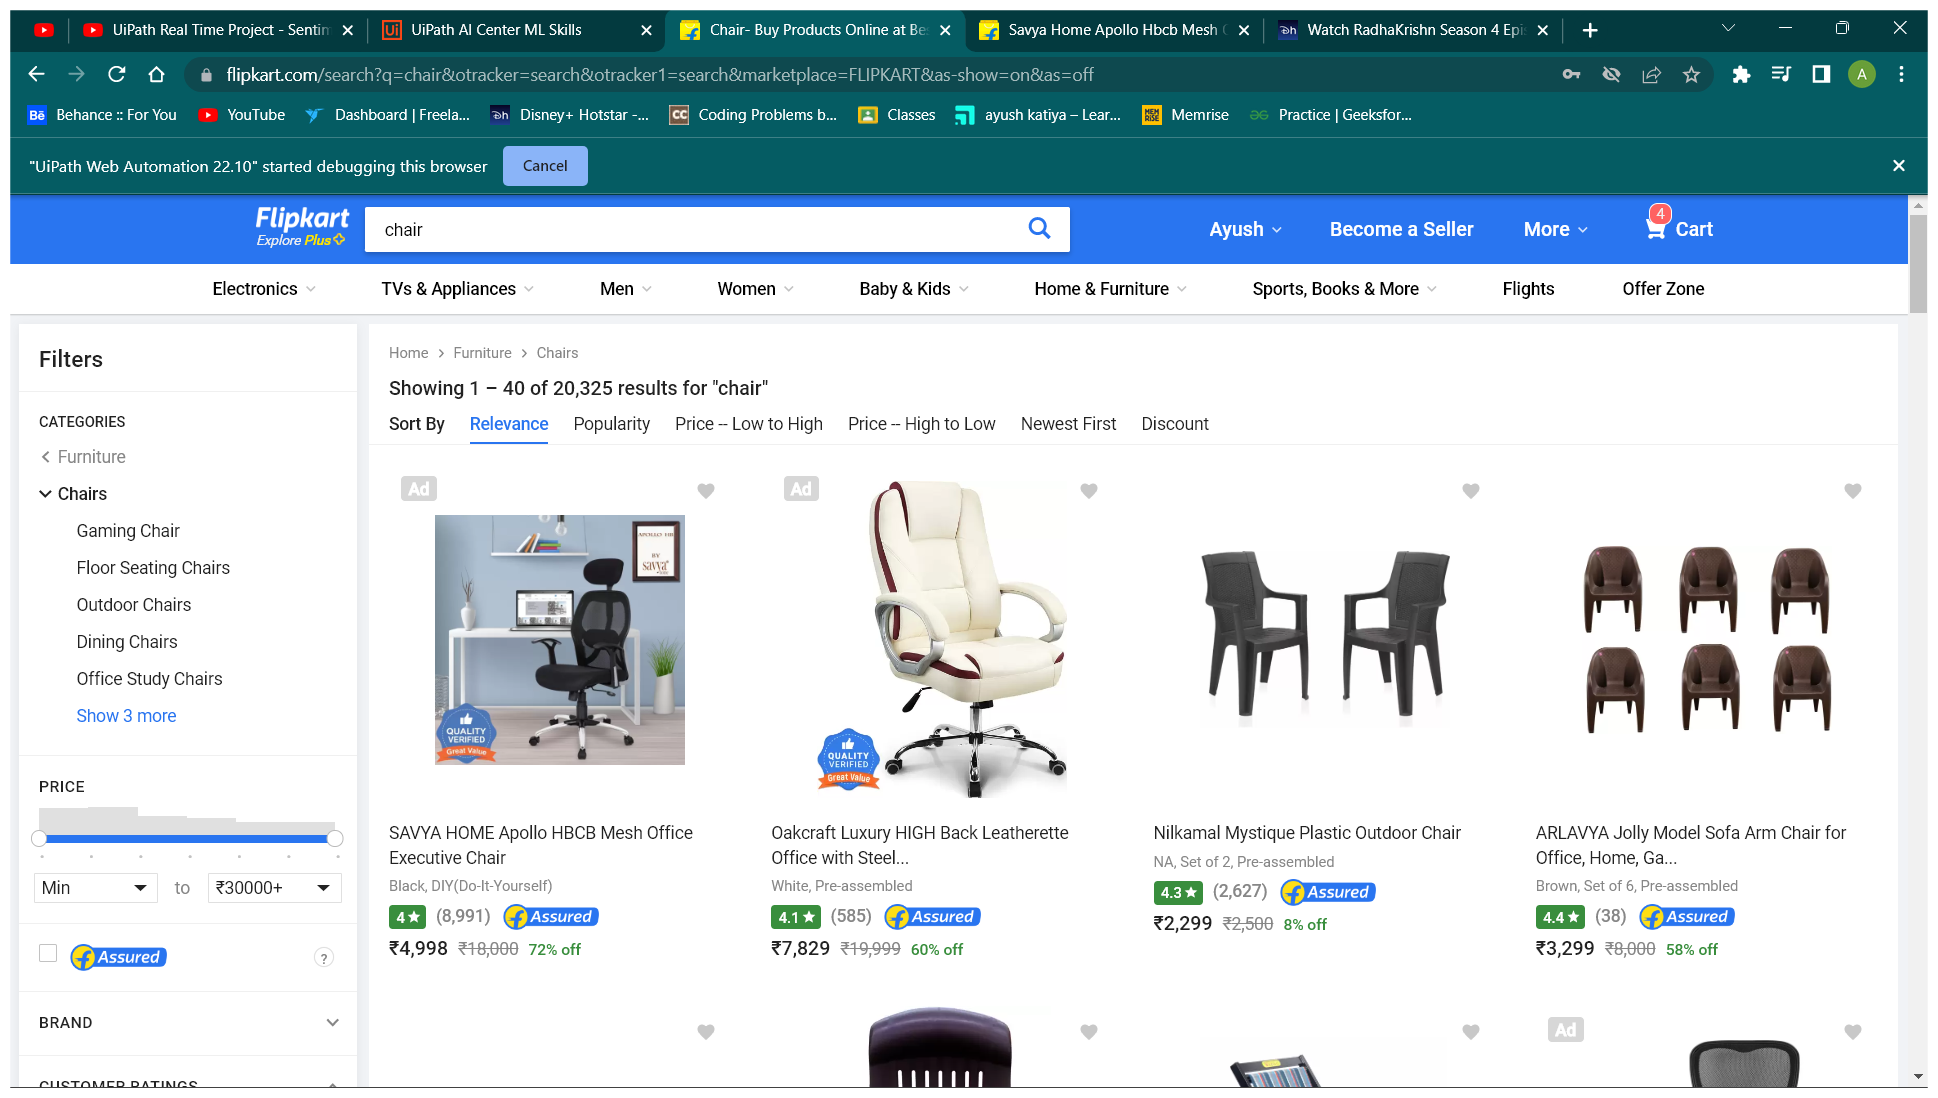 UiPath Real Time Project - Sentim
UiPath AI Center ML Skills
Chair- Buy Products Online at Bes
Savya Home Apollo Hbcb Mesh
Watch RadhaKrishn Season 4 Epis
flipkart.com/search?q=chair&otracker=search&otracker1=search&marketplace=FLIPKART&as-show=on&as=off
A
Behance :: For You
YouTube
Dashboard | Freela...
Disney+ Hotstar -...
Coding Problems b...
Classes
ayush katiya – Lear...
Memrise
Practice | Geeksfor...
"UiPath Web Automation 22.10" started debugging this browser
Cancel
Flipkart
Explore Plus
chair
Ayush
Become a Seller
More
4
Cart
Electronics
TVs & Appliances
Men
Women
Baby & Kids
Home & Furniture
Sports, Books & More
Flights
Offer Zone
Filters
CATEGORIES
Furniture
Chairs
Gaming Chair
Floor Seating Chairs
Outdoor Chairs
Dining Chairs
Office Study Chairs
Show 3 more
PRICE
Min
to
₹30000+
Assured
?
BRAND
CUSTOMER RATINGS
Home > Furniture > Chairs
Showing 1 – 40 of 20,325 results for "chair"
Sort By
Relevance
Popularity
Price -- Low to High
Price -- High to Low
Newest First
Discount
Ad
APOLLO HB
BY
savya
QUALITY
VERIFIED
Great Value
SAVYA HOME Apollo HBCB Mesh Office
Executive Chair
Black, DIY(Do-It-Yourself)
4★ (8,991) Assured
₹4,998 ₹18,000 72% off
Ad
QUALITY
VERIFIED
Great Value
Oakcraft Luxury HIGH Back Leatherette
Office with Steel...
White, Pre-assembled
4.1★ (585) Assured
₹7,829 ₹19,999 60% off
Nilkamal Mystique Plastic Outdoor Chair
NA, Set of 2, Pre-assembled
4.3★ (2,627) Assured
₹2,299 ₹2,500 8% off
ARLAVYA Jolly Model Sofa Arm Chair for
Office, Home, Ga...
Brown, Set of 6, Pre-assembled
4.4★ (38) Assured
₹3,299 ₹8,000 58% off
Ad